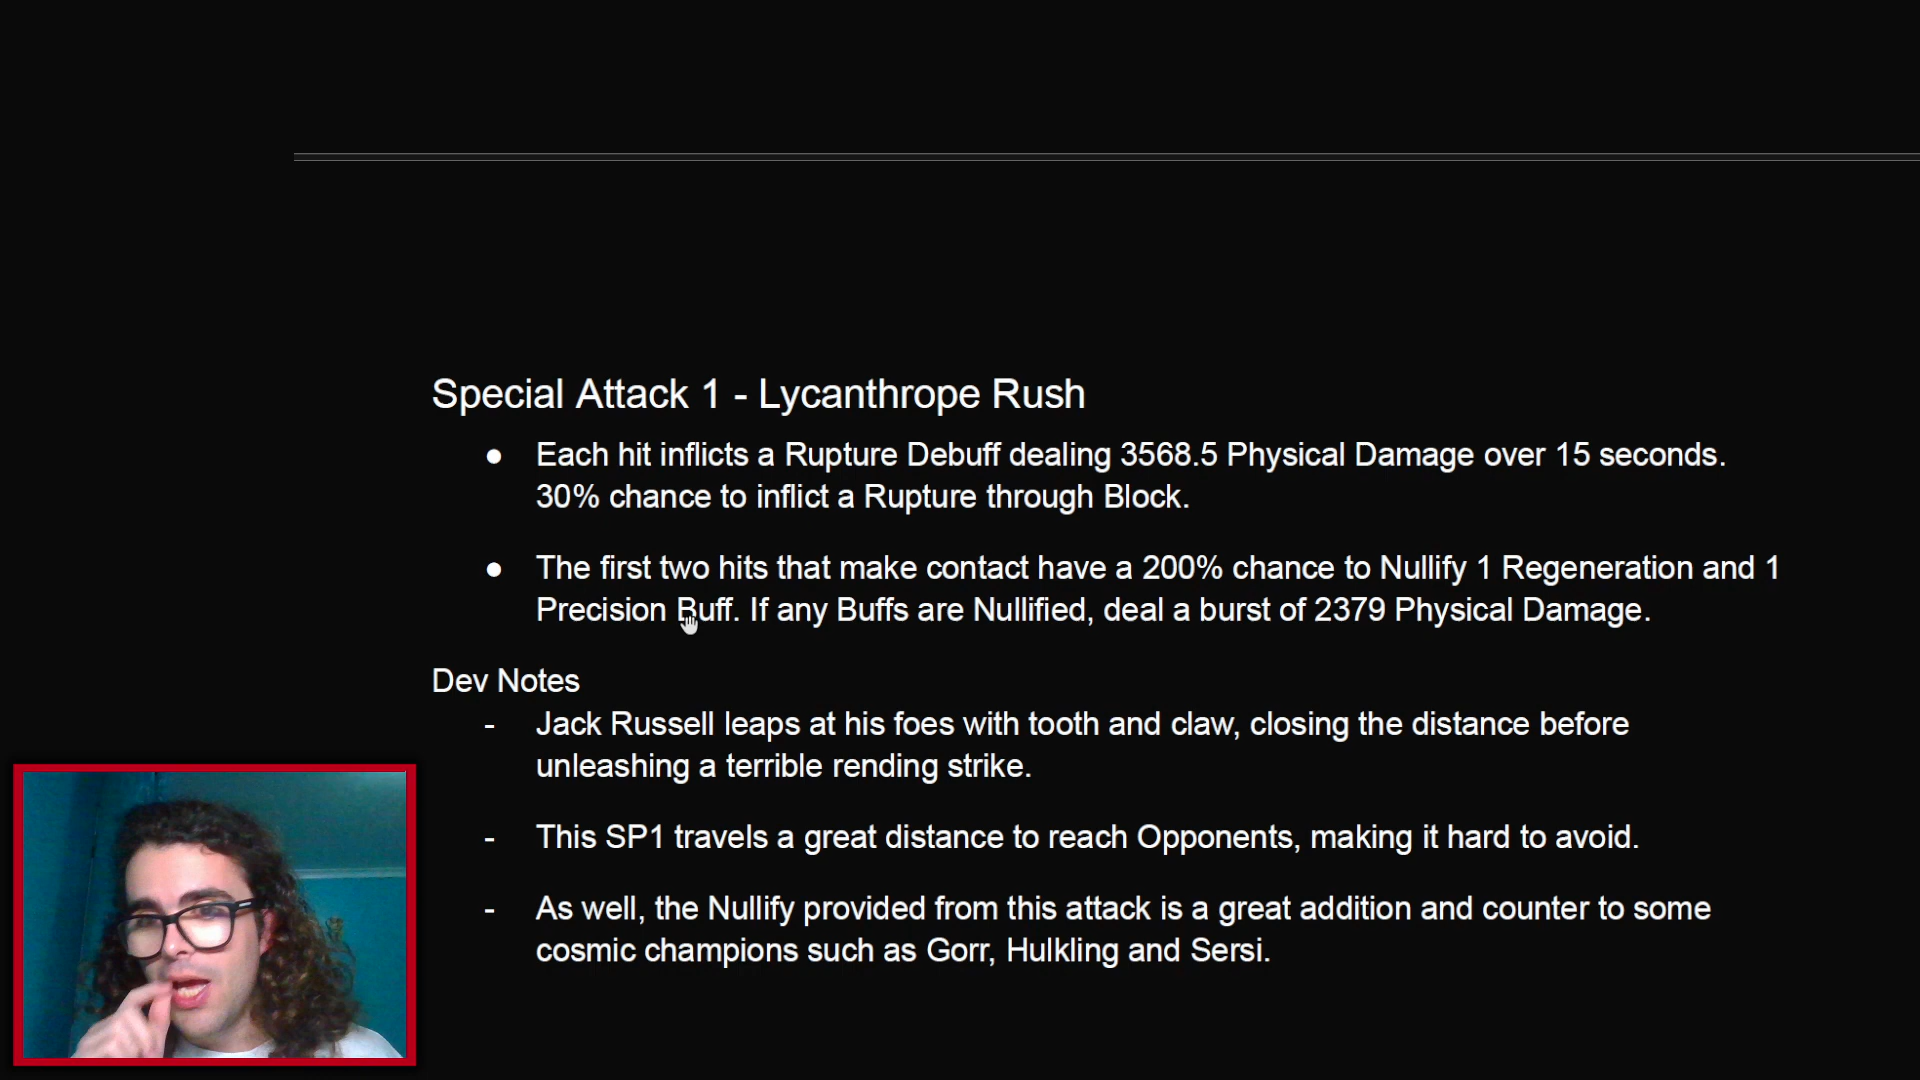 Special Attack 1 - Lycanthrope Rush
● Each hit inflicts a Rupture Debuff dealing 3568.5 Physical Damage over 15 seconds.
30% chance to inflict a Rupture through Block.
● The first two hits that make contact have a 200% chance to Nullify 1 Regeneration and 1
Precision Buff. If any Buffs are Nullified, deal a burst of 2379 Physical Damage.
Dev Notes
- Jack Russell leaps at his foes with tooth and claw, closing the distance before
unleashing a terrible rending strike.
- This SP1 travels a great distance to reach Opponents, making it hard to avoid.
- As well, the Nullify provided from this attack is a great addition and counter to some
cosmic champions such as Gorr, Hulkling and Sersi.